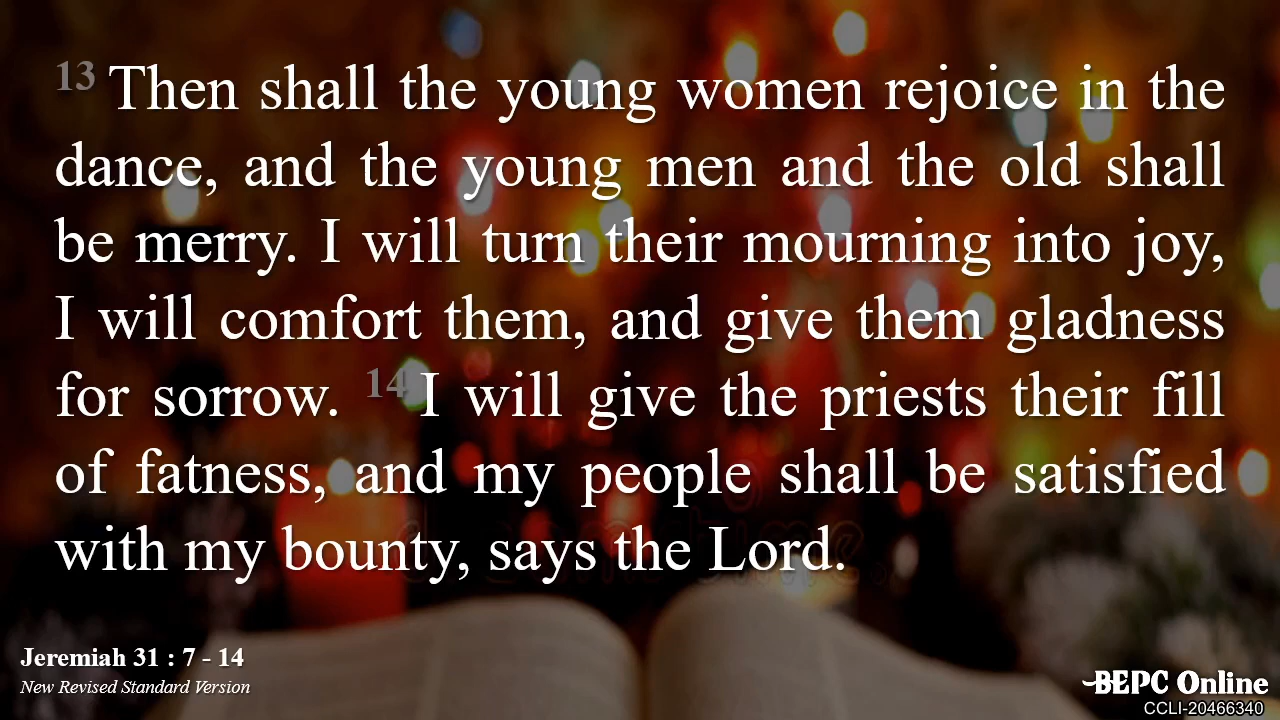 13 Then shall the young women rejoice in the
dance, and the young men and the old shall
be merry. I will turn their mourning into joy,
I will comfort them, and give them gladness
for sorrow. 14 I will give the priests their fill
of fatness, and my people shall be satisfied
with my bounty, says the Lord.
Jeremiah 31 : 7 - 14
New Revised Standard Version
BEPC Online
CCLI-20466340